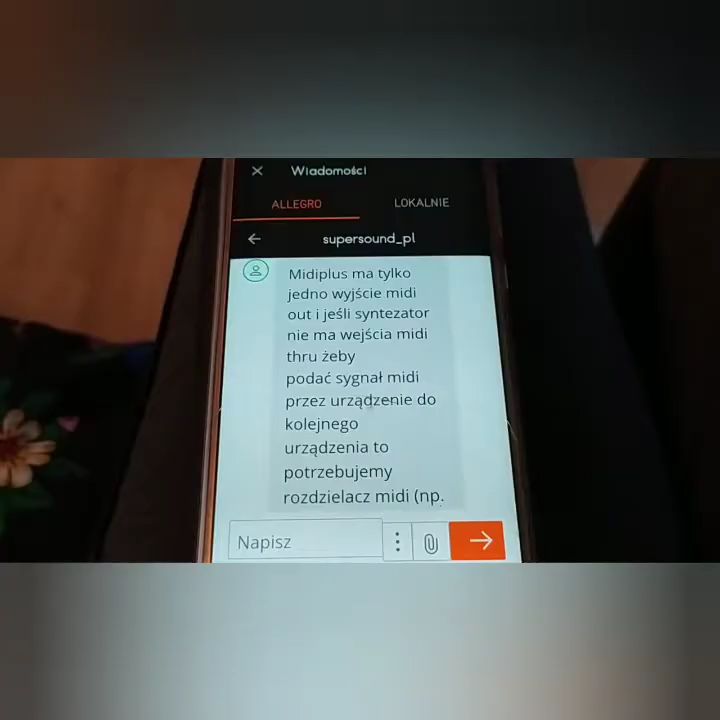 Wiadomości
ALLEGRO
LOKALNIE
supersound_pl
Midiplus ma tylko
jedno wyjście midi
out i jeśli syntezator
nie ma wejścia midi
thru żeby
podać sygnał midi
przez urządzenie do
kolejnego
urządzenia to
potrzebujemy
rozdzielacz midi (np.
Napisz